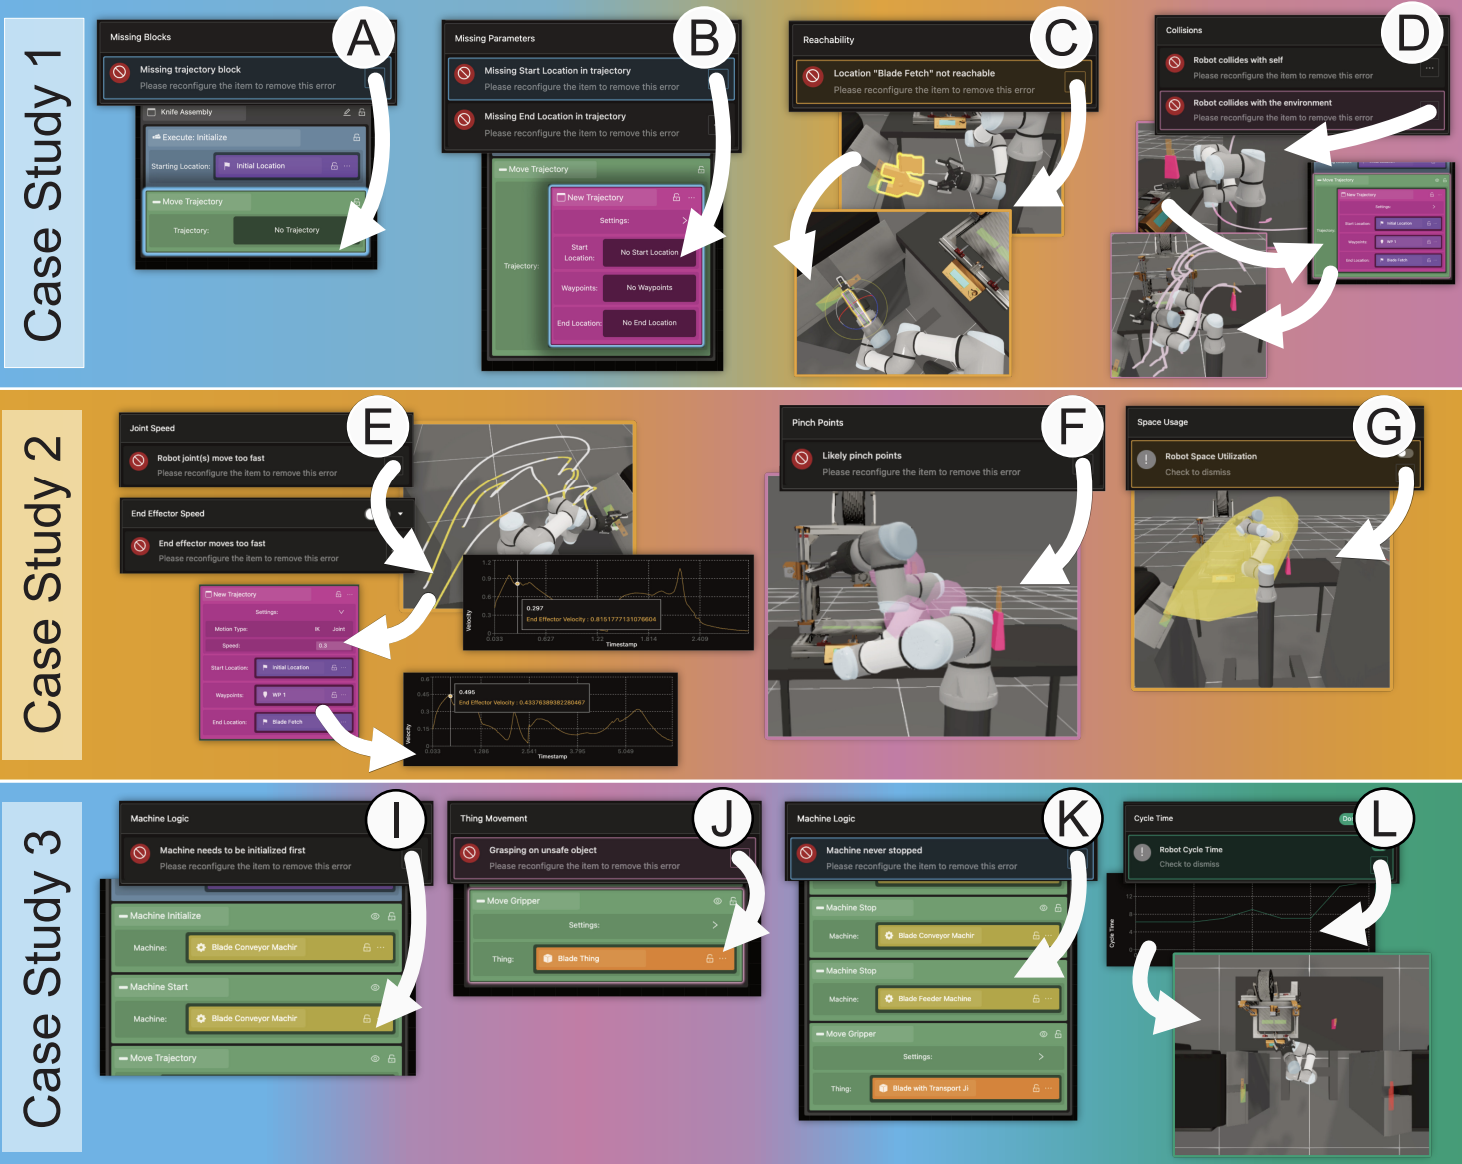 Case Study 1
A
Missing Blocks
Missing trajectory block
Please reconfigure the item to remove this error
Knife Assembly
Execute: Initialize
Starting Location:
Initial Location
Move Trajectory
Trajectory:
No Trajectory
B
Missing Parameters
Missing Start Location in trajectory
Please reconfigure the item to remove this error
Missing End Location in trajectory
Please reconfigure the item to remove this error
Move Trajectory
New Trajectory
Settings:
Trajectory:
Start Location:
No Start Location
Waypoints:
No Waypoints
End Location:
No End Location
C
Reachability
Location "Blade Fetch" not reachable
Please reconfigure the item to remove this error
D
Collisions
Robot collides with self
Please reconfigure the item to remove this error
Robot collides with the environment
Please reconfigure the item to remove this error
Move Trajectory
New Trajectory
Settings:
Trajectory:
Start Location:
Initial Location
Waypoints:
WP 1
End Location:
Blade Fetch
Case Study 2
E
Joint Speed
Robot joint(s) move too fast
Please reconfigure the item to remove this error
End Effector Speed
End effector moves too fast
Please reconfigure the item to remove this error
New Trajectory
Settings:
Motion Type:
IK
Joint
Speed:
0.3
Start Location:
Initial Location
Waypoints:
WP 1
End Location:
Blade Fetch
1.2
0.9
0.6
0.3
0
Velocity
0.297
End Effector Velocity : 0.8151777131076604
0.033
0.627
1.22
1.814
2.409
Timestamp
0.6
0.45
0.3
0.15
0
Velocity
0.495
End Effector Velocity : 0.43376389382280467
0.033
1.286
2.541
3.795
5.049
Timestamp
F
Pinch Points
Likely pinch points
Please reconfigure the item to remove this error
G
Space Usage
Robot Space Utilization
Check to dismiss
Case Study 3
I
Machine Logic
Machine needs to be initialized first
Please reconfigure the item to remove this error
Machine Initialize
Machine:
Blade Conveyor Machir
Machine Start
Machine:
Blade Conveyor Machir
Move Trajectory
J
Thing Movement
Grasping on unsafe object
Please reconfigure the item to remove this error
Move Gripper
Settings:
Thing:
Blade Thing
K
Machine Logic
Machine never stopped
Please reconfigure the item to remove this error
Machine Stop
Machine:
Blade Conveyor Machir
Machine Stop
Machine:
Blade Feeder Machine
Move Gripper
Settings:
Thing:
Blade with Transport Ji
L
Cycle Time
Robot Cycle Time
Check to dismiss
12
8
4
0
Cycle Time